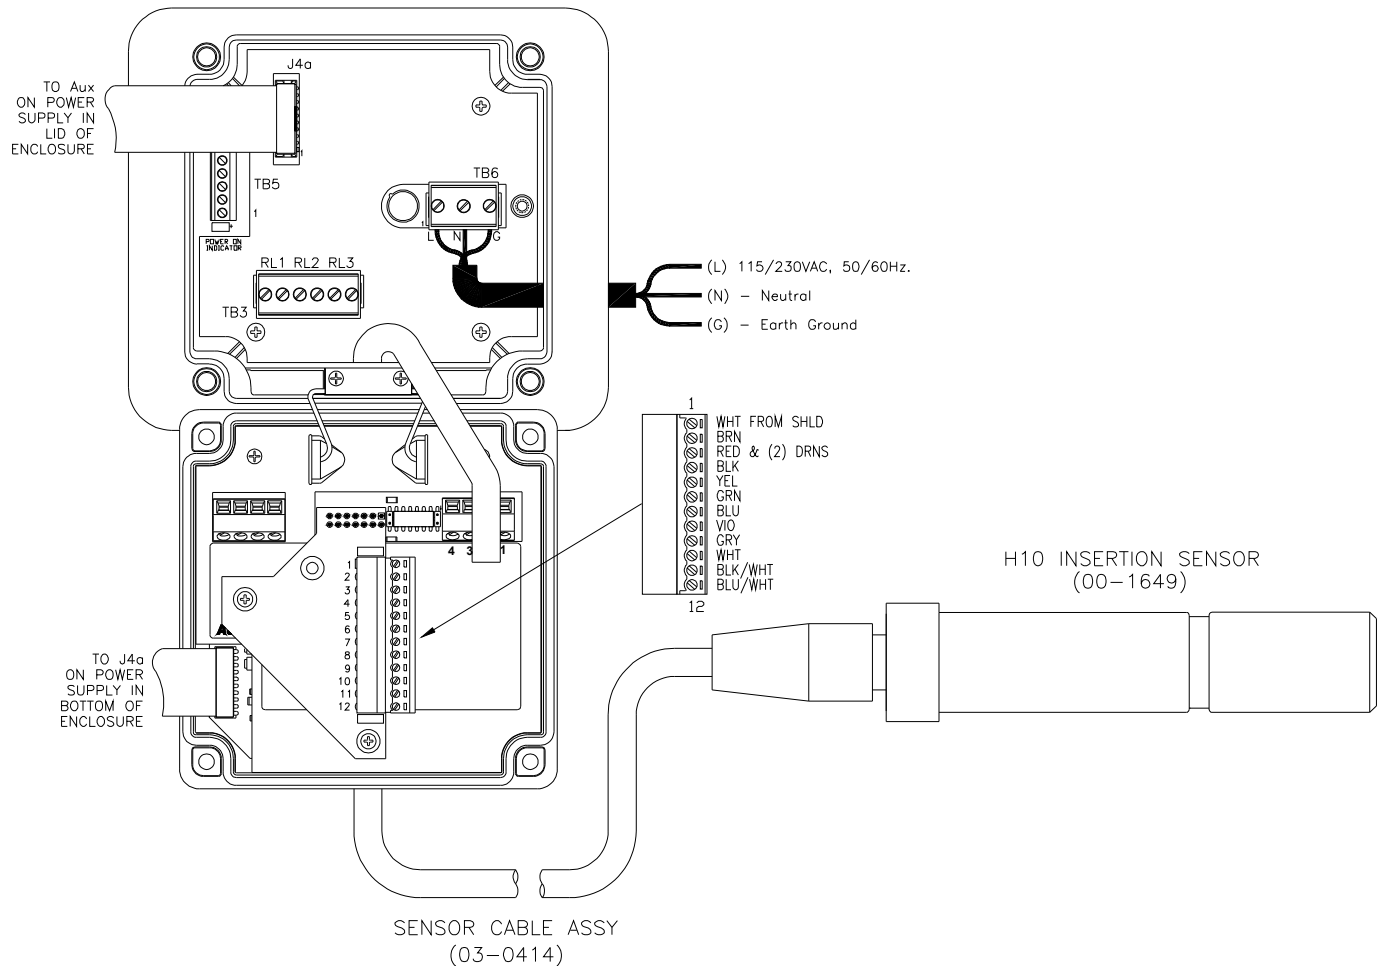 J4a
TO Aux
ON POWER
SUPPLY IN
LID OF
ENCLOSURE
1
TB5
1
+
POWER ON
INDICATOR
TB6
1
L N G
RL1 RL2 RL3
TB3
(L) 115/230VAC, 50/60Hz.
(N) - Neutral
(G) - Earth Ground
1
WHT FROM SHLD
BRN
RED & (2) DRNS
BLK
YEL
GRN
BLU
VIO
GRY
WHT
BLK/WHT
BLU/WHT
12
4 3 1
1
2
3
4
5
6
7
8
9
10
11
12
TO J4a
ON POWER
SUPPLY IN
BOTTOM OF
ENCLOSURE
H10 INSERTION SENSOR
(00-1649)
SENSOR CABLE ASSY
(03-0414)